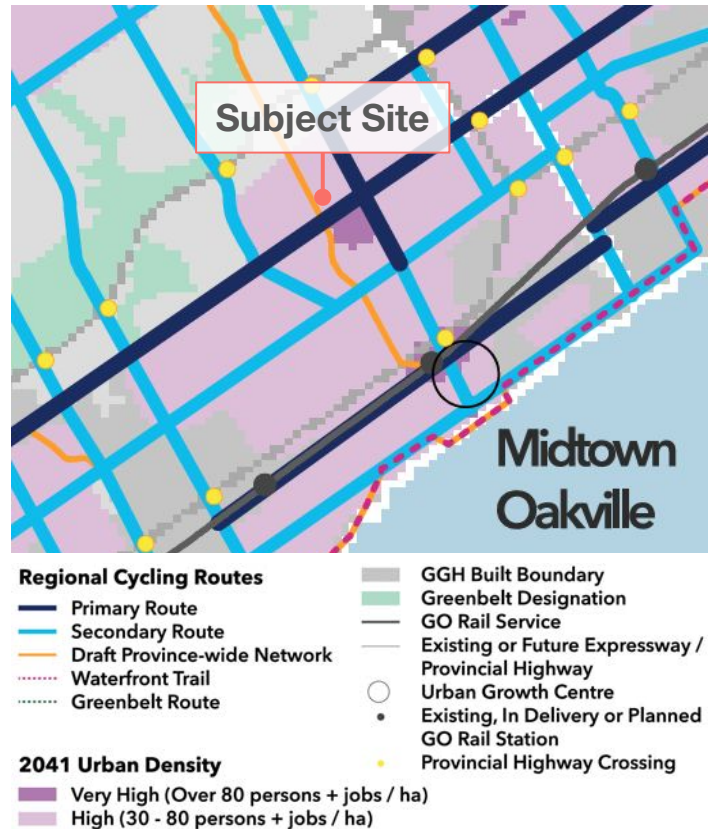 Subject Site
Midtown
Oakville
Regional Cycling Routes
Primary Route
Secondary Route
Draft Province-wide Network
Waterfront Trail
Greenbelt Route
2041 Urban Density
Very High (Over 80 persons + jobs / ha)
High (30 - 80 persons + jobs / ha)
GGH Built Boundary
Greenbelt Designation
GO Rail Service
Existing or Future Expressway /
Provincial Highway
Urban Growth Centre
Existing, In Delivery or Planned
GO Rail Station
Provincial Highway Crossing